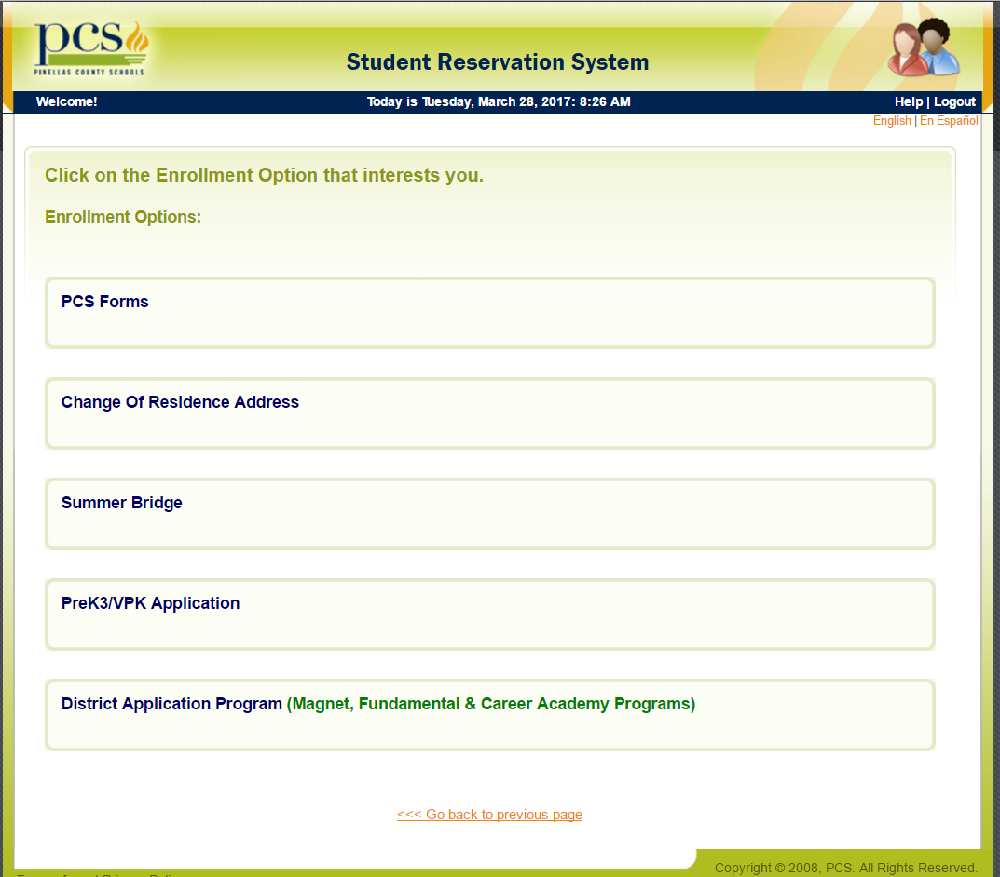 pcs
PINELLAS COUNTY SCHOOLS
Student Reservation System
Welcome! Today is Tuesday, March 28, 2017: 8:26 AM Help | Logout
English | En Español
Click on the Enrollment Option that interests you.
Enrollment Options:
PCS Forms
Change Of Residence Address
Summer Bridge
PreK3/VPK Application
District Application Program (Magnet, Fundamental & Career Academy Programs)
<<< Go back to previous page
Copyright © 2008, PCS. All Rights Reserved.